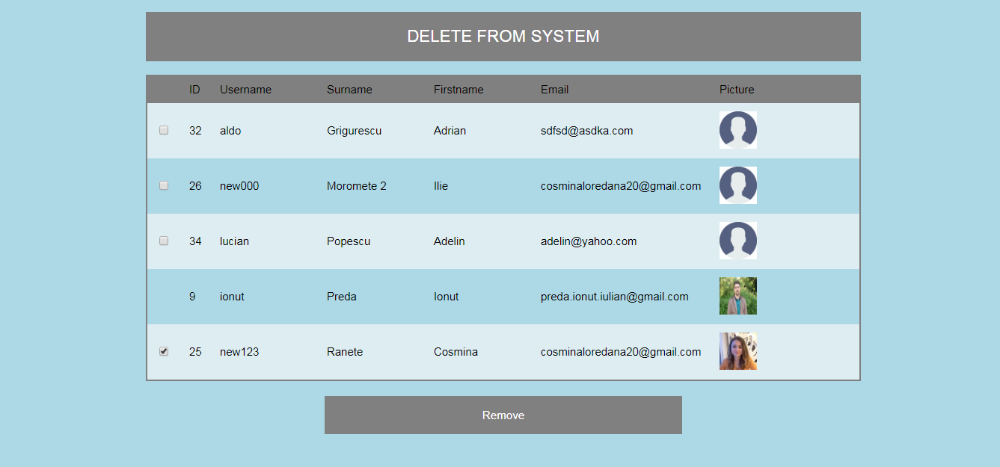 DELETE FROM SYSTEM
ID Username Surname Firstname Email Picture
32 aldo Grigurescu Adrian sdfsd@asdka.com
26 new000 Moromete 2 Ilie cosminaloredana20@gmail.com
34 lucian Popescu Adelin adelin@yahoo.com
9 ionut Preda Ionut preda.ionut.iulian@gmail.com
25 new123 Ranete Cosmina cosminaloredana20@gmail.com
Remove